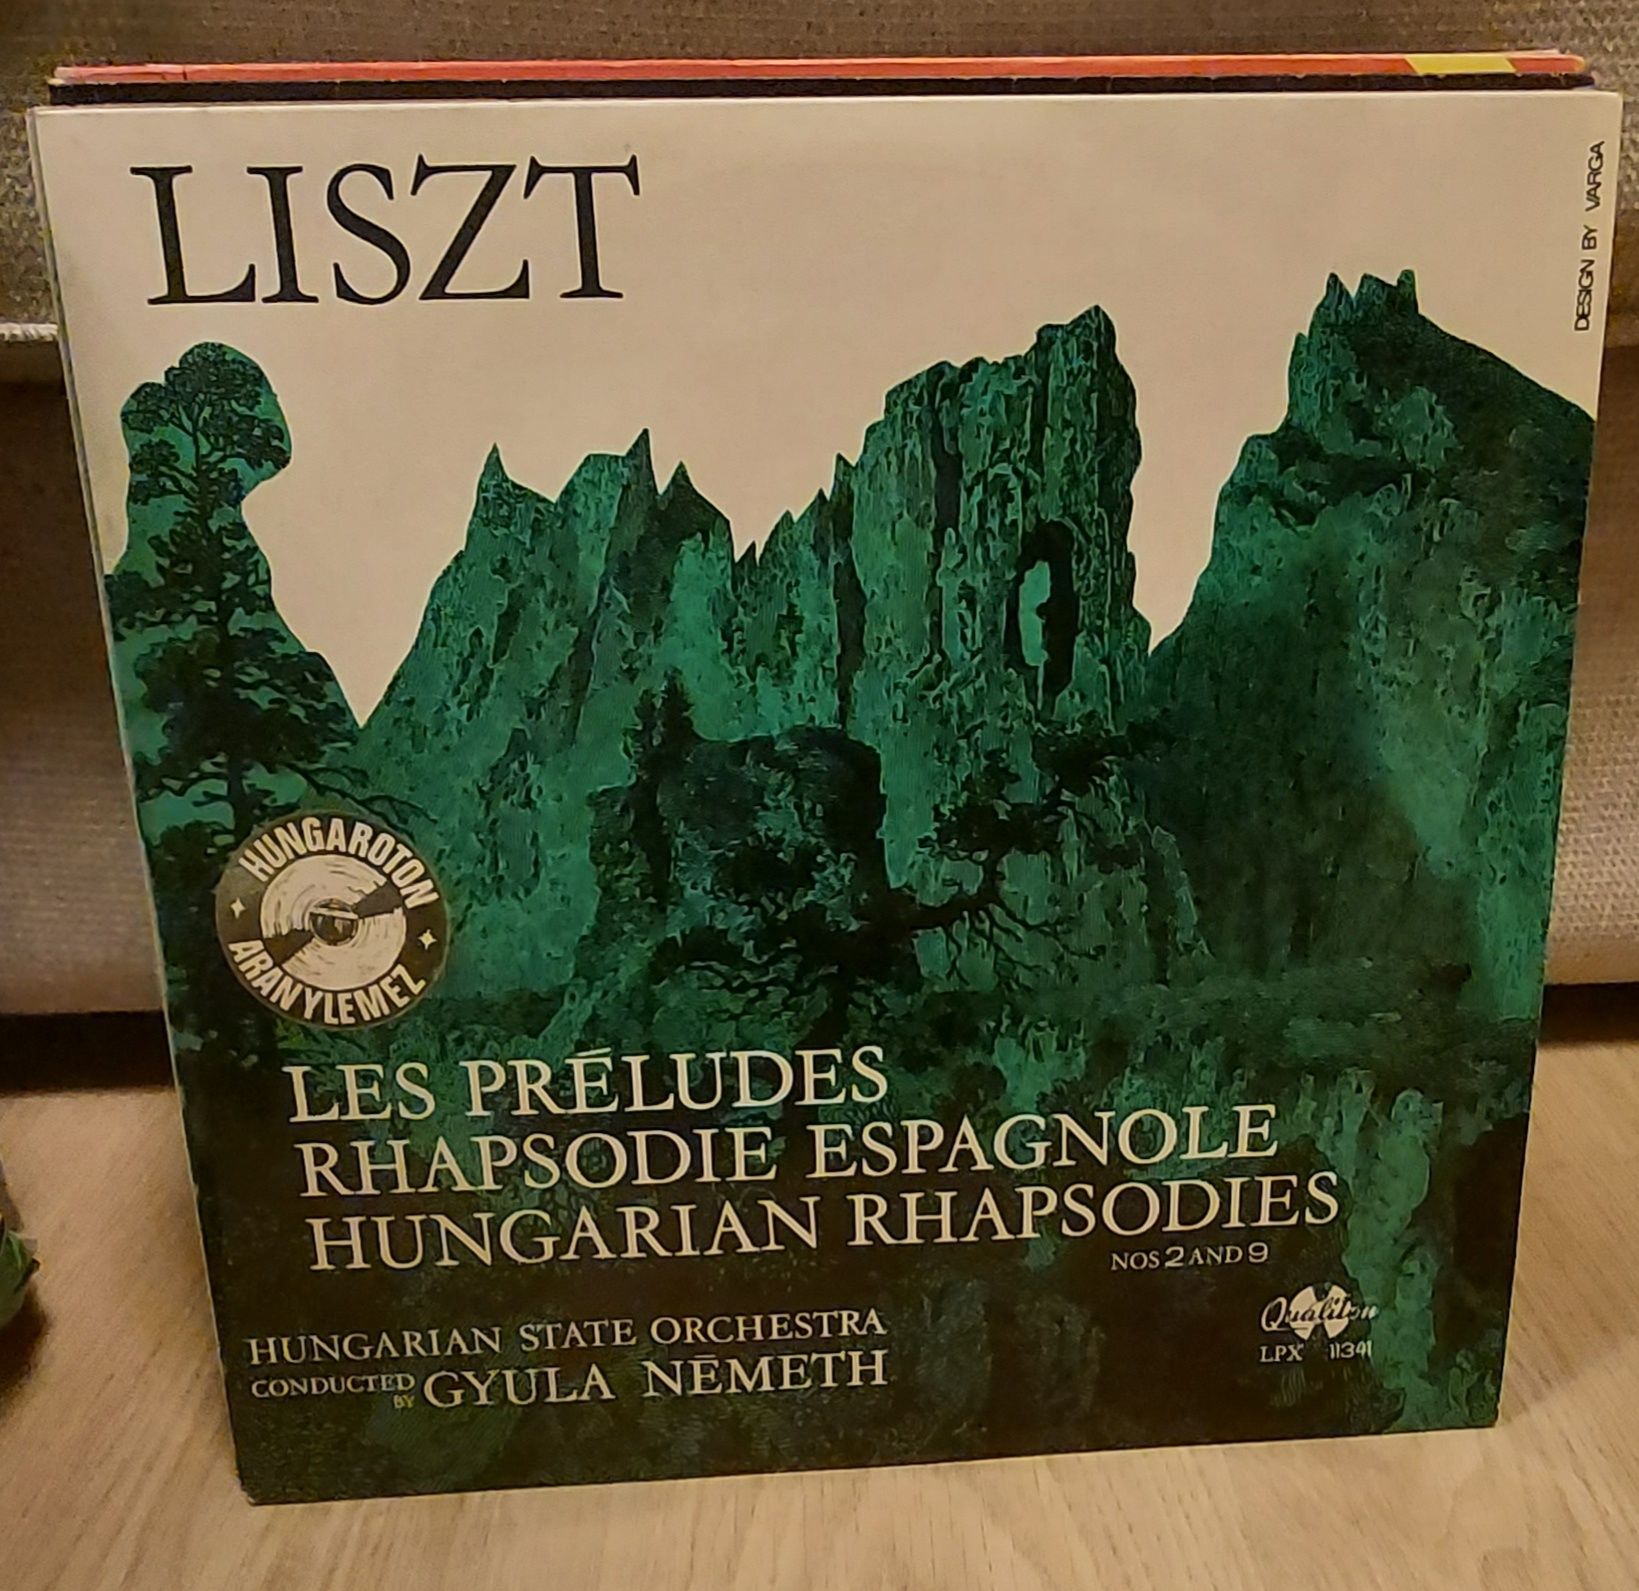 LISZT
DESIGN BY VARGA
HUNGAROTON
ARANYLEMEZ
LES PRÉLUDES
RHAPSODIE ESPAGNOLE
HUNGARIAN RHAPSODIES
NOS 2 AND 9
HUNGARIAN STATE ORCHESTRA
CONDUCTED BY GYULA NÉMETH
Qualiton
LPX 11341